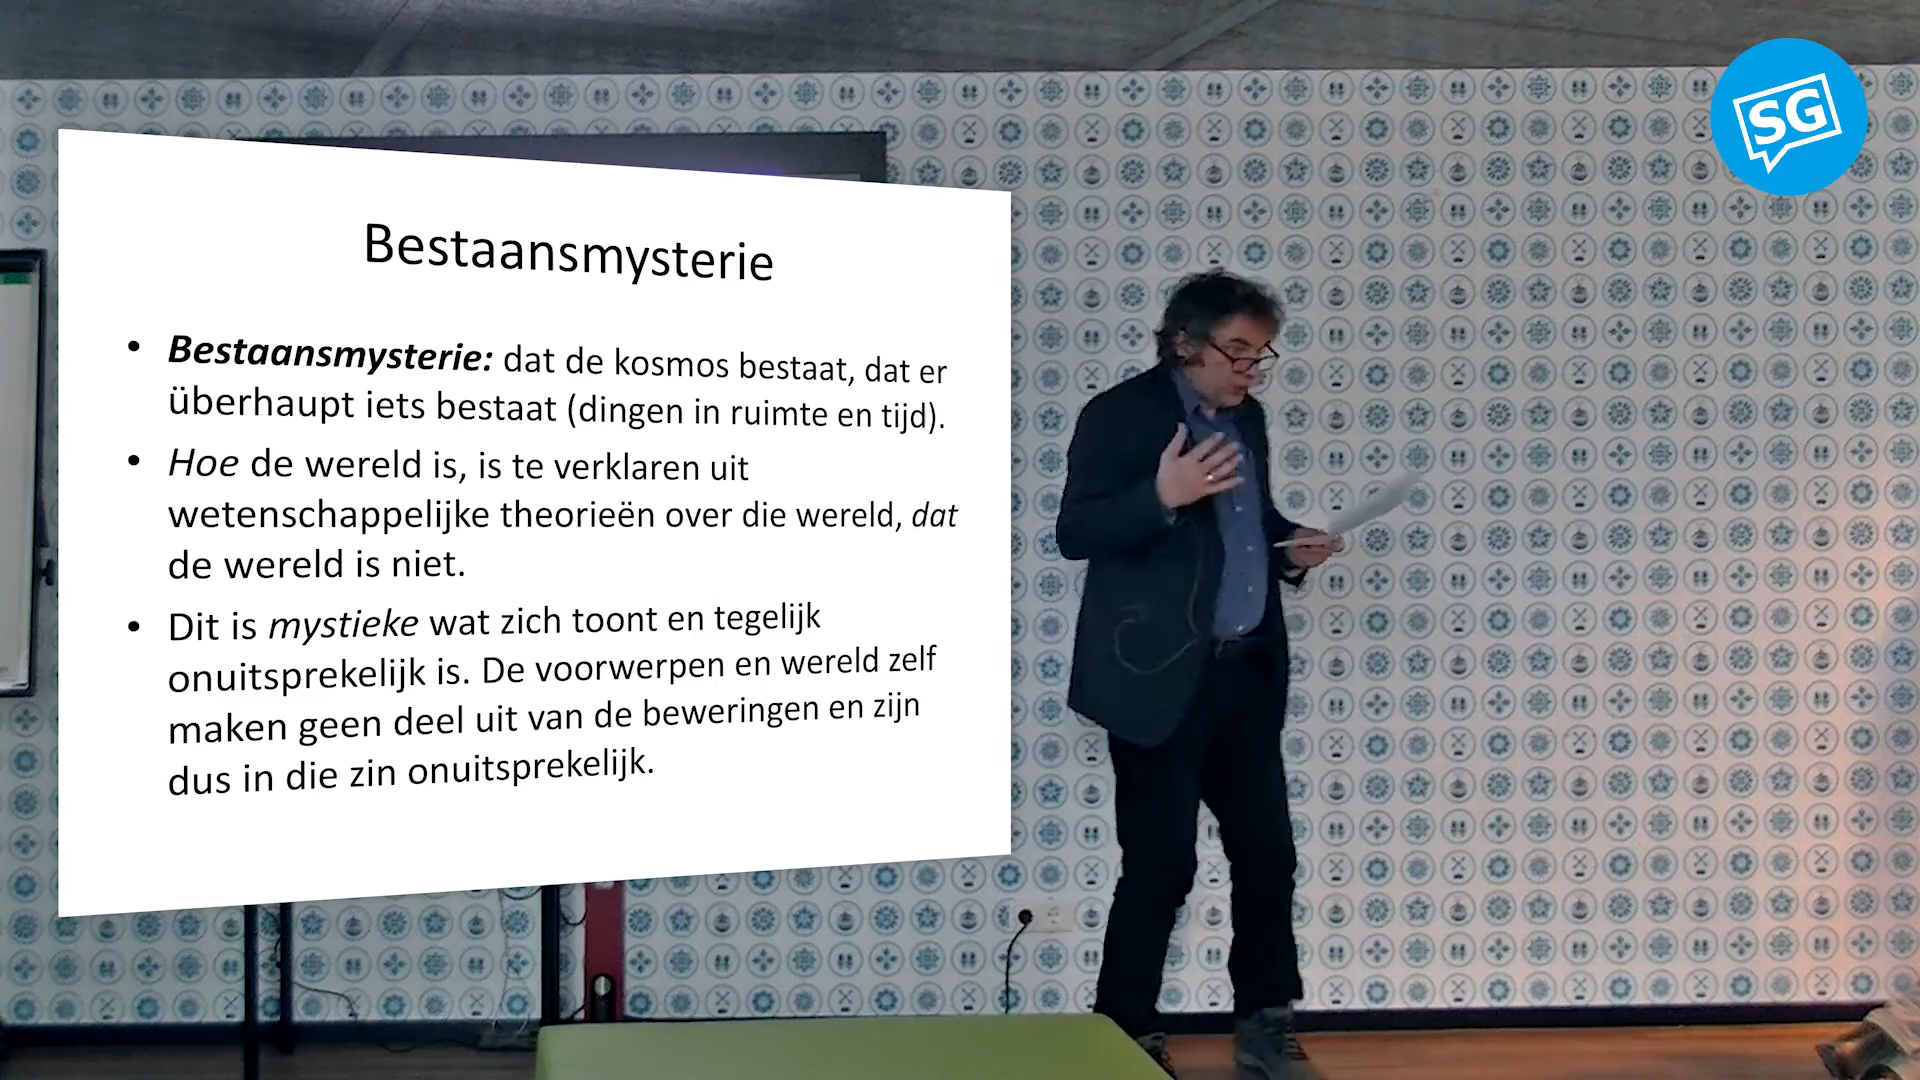 SG
Bestaansmysterie
• Bestaansmysterie: dat de kosmos bestaat, dat er
überhaupt iets bestaat (dingen in ruimte en tijd).
• Hoe de wereld is, is te verklaren uit
wetenschappelijke theorieën over die wereld, dat
de wereld is niet.
• Dit is mystieke wat zich toont en tegelijk
onuitsprekelijk is. De voorwerpen en wereld zelf
maken geen deel uit van de beweringen en zijn
dus in die zin onuitsprekelijk.